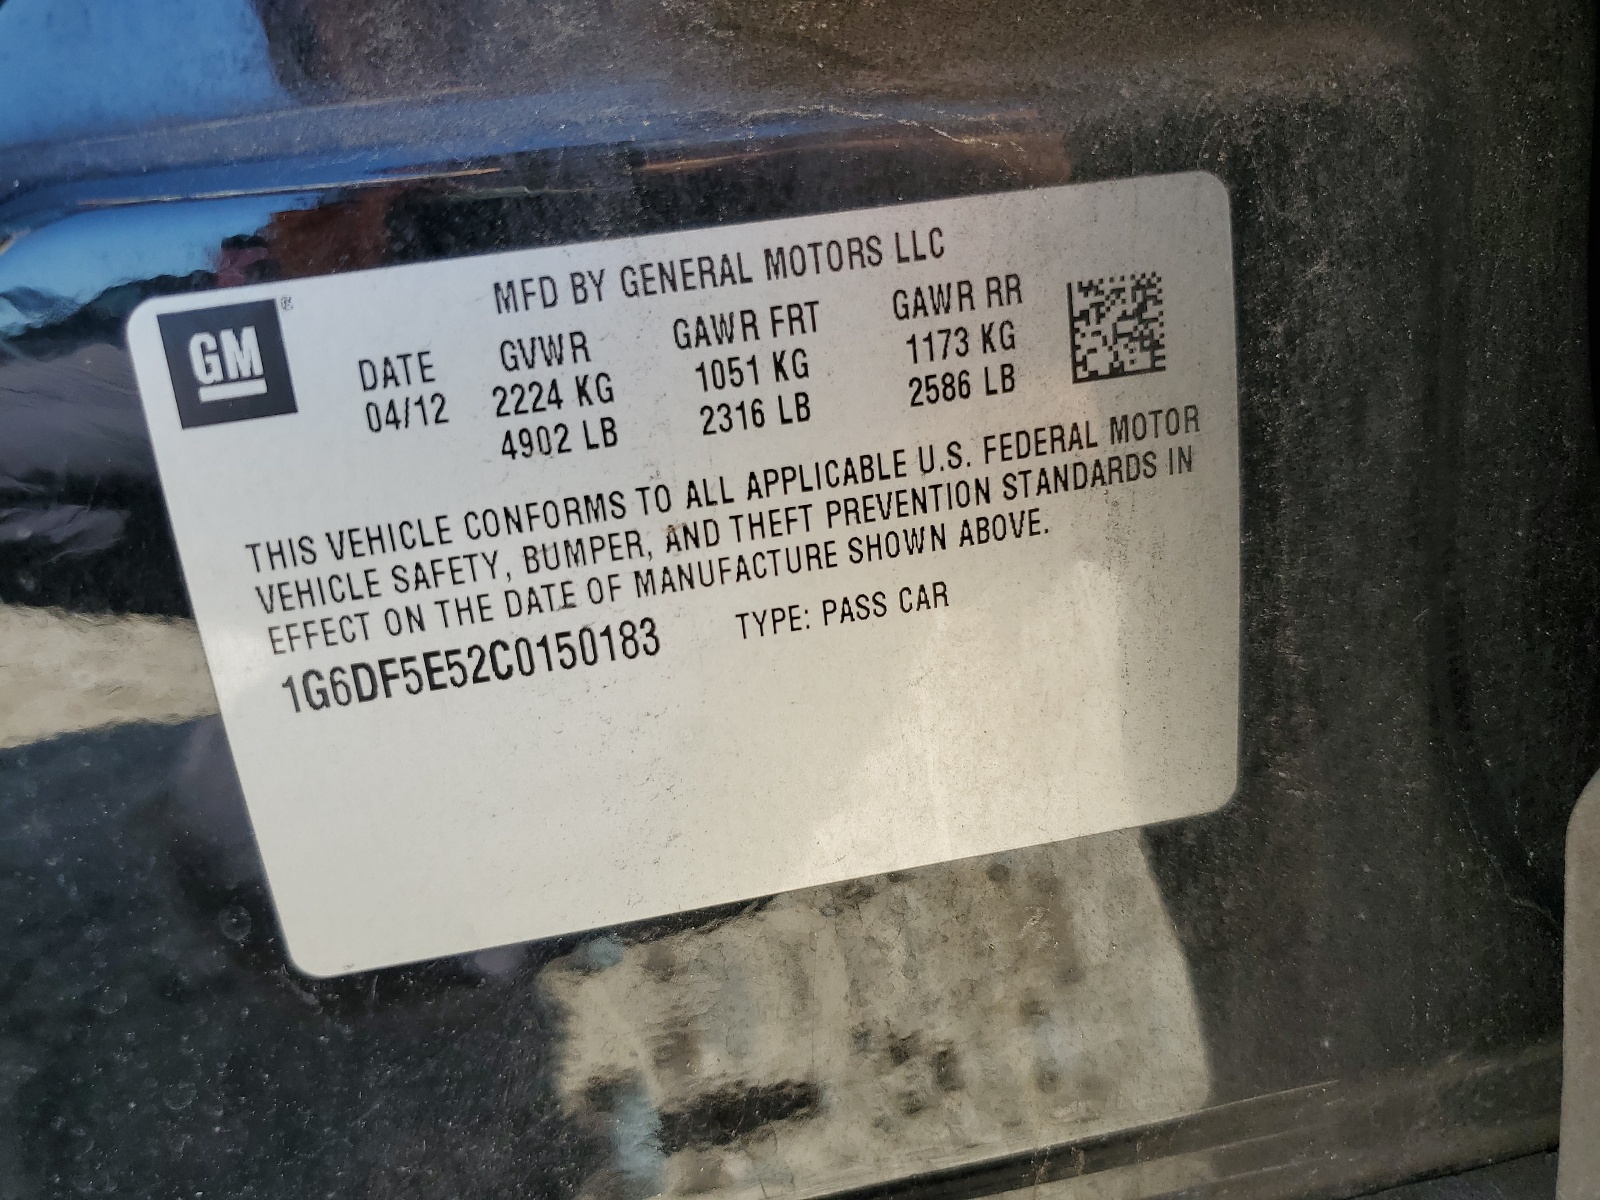 MFD BY GENERAL MOTORS LLC
GM ®
DATE GVWR GAWR FRT GAWR RR
04/12 2224 KG 1051 KG 1173 KG
4902 LB 2316 LB 2586 LB
THIS VEHICLE CONFORMS TO ALL APPLICABLE U.S. FEDERAL MOTOR
VEHICLE SAFETY, BUMPER, AND THEFT PREVENTION STANDARDS IN
EFFECT ON THE DATE OF MANUFACTURE SHOWN ABOVE.
1G6DF5E52C0150183 TYPE: PASS CAR